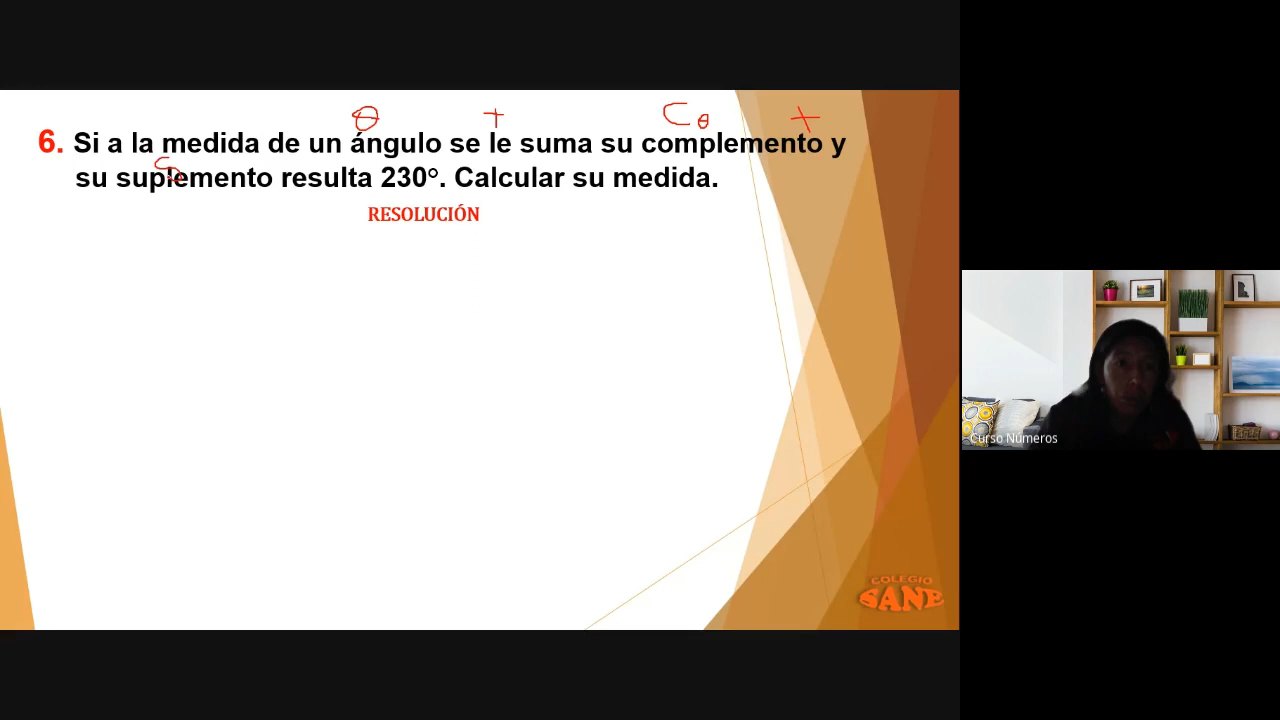 θ + Cθ +
6. Si a la medida de un ángulo se le suma su complemento y
S
su suplemento resulta 230°. Calcular su medida.
RESOLUCIÓN
Curso Números
COLEGIO
SANE